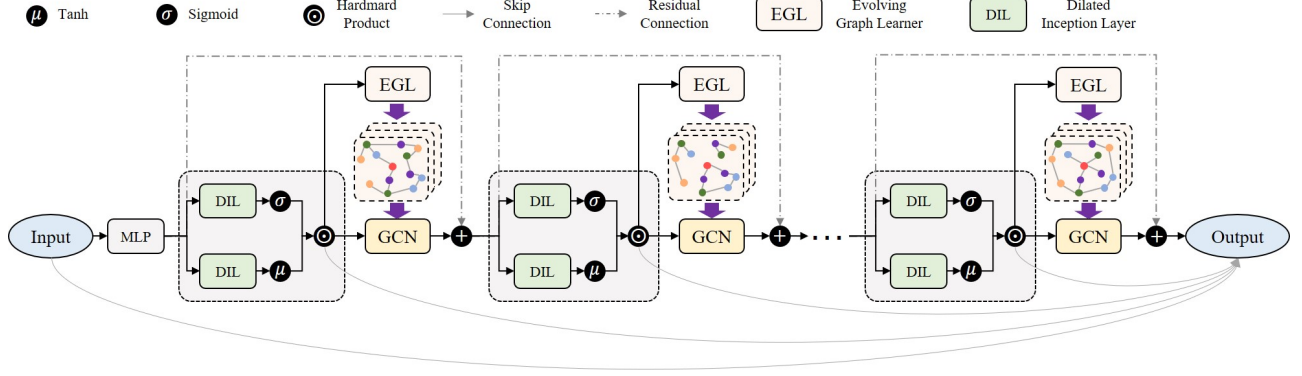 μ Tanh
σ Sigmoid
Hardmard
Product
Skip
Connection
Residual
Connection
EGL
Evolving
Graph Learner
DIL
Dilated
Inception Layer
EGL
EGL
EGL
DIL σ
DIL σ
DIL σ
Input
MLP
GCN +
GCN +
...
GCN +
Output
DIL μ
DIL μ
DIL μ